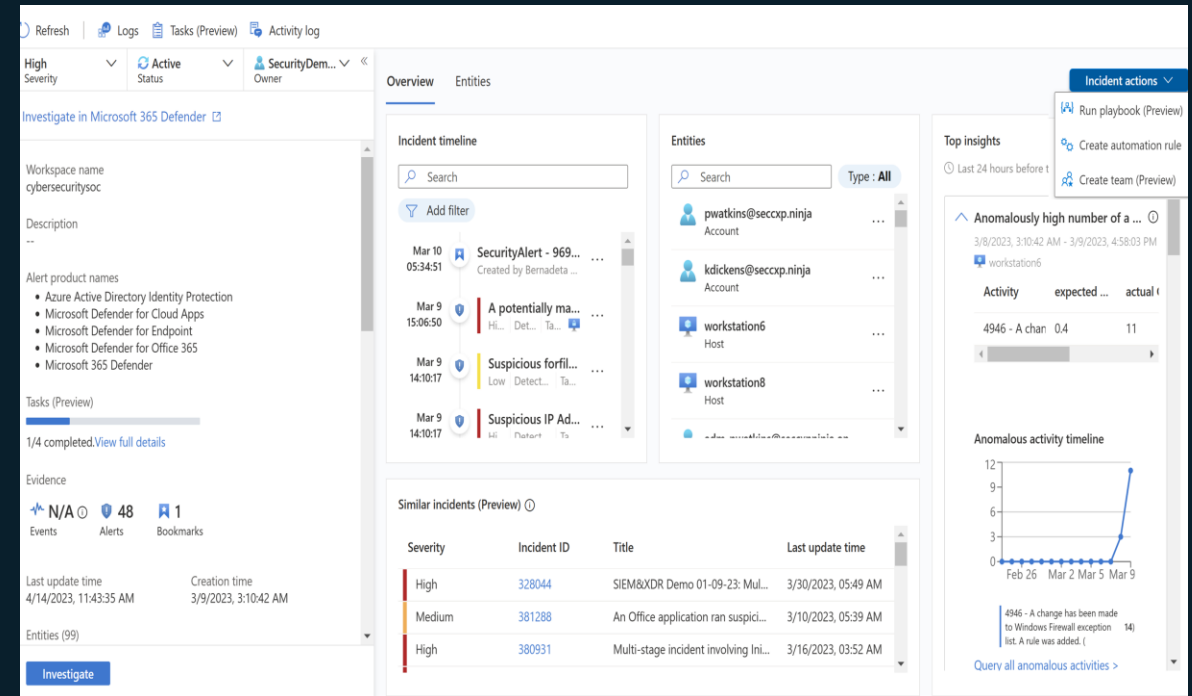 Refresh
Logs
Tasks (Preview)
Activity log
High
Severity
Active
Status
SecurityDem...
Owner
«
Investigate in Microsoft 365 Defender
Workspace name
cybersecuritysoc
Description
--
Alert product names
• Azure Active Directory Identity Protection
• Microsoft Defender for Cloud Apps
• Microsoft Defender for Endpoint
• Microsoft Defender for Office 365
• Microsoft 365 Defender
Tasks (Preview)
1/4 completed.View full details
Evidence
N/A
Events
48
Alerts
1
Bookmarks
Last update time
4/14/2023, 11:43:35 AM
Creation time
3/9/2023, 3:10:42 AM
Entities (99)
Investigate
Overview
Entities
Incident actions
Run playbook (Preview)
Create automation rule
Create team (Preview)
Incident timeline
Search
Add filter
Mar 10
05:34:51
SecurityAlert - 969...
Created by Bernadeta ...
...
Mar 9
15:06:50
A potentially ma...
Hi... Det... Ta...
...
Mar 9
14:10:17
Suspicious forfil...
Low Detect... Ta...
...
Mar 9
14:10:17
Suspicious IP Ad...
Hi Detect Ta
...
Entities
Search
Type : All
pwatkins@seccxp.ninja
Account
...
kdickens@seccxp.ninja
Account
...
workstation6
Host
...
workstation8
Host
...
Similar incidents (Preview)
Severity Incident ID Title Last update time
High 328044 SIEM&XDR Demo 01-09-23: Mul... 3/30/2023, 05:49 AM
Medium 381288 An Office application ran suspici... 3/10/2023, 05:39 AM
High 380931 Multi-stage incident involving Ini... 3/16/2023, 03:52 AM
Top insights
Last 24 hours before t
Anomalously high number of a ...
3/8/2023, 3:10:42 AM - 3/9/2023, 4:58:03 PM
workstation6
Activity expected ... actual
4946 - A chan 0.4 11
Anomalous activity timeline
12
9
6
3
0
Feb 26 Mar 2 Mar 5 Mar 9
4946 - A change has been made
to Windows Firewall exception 14)
list. A rule was added. (
Query all anomalous activities >